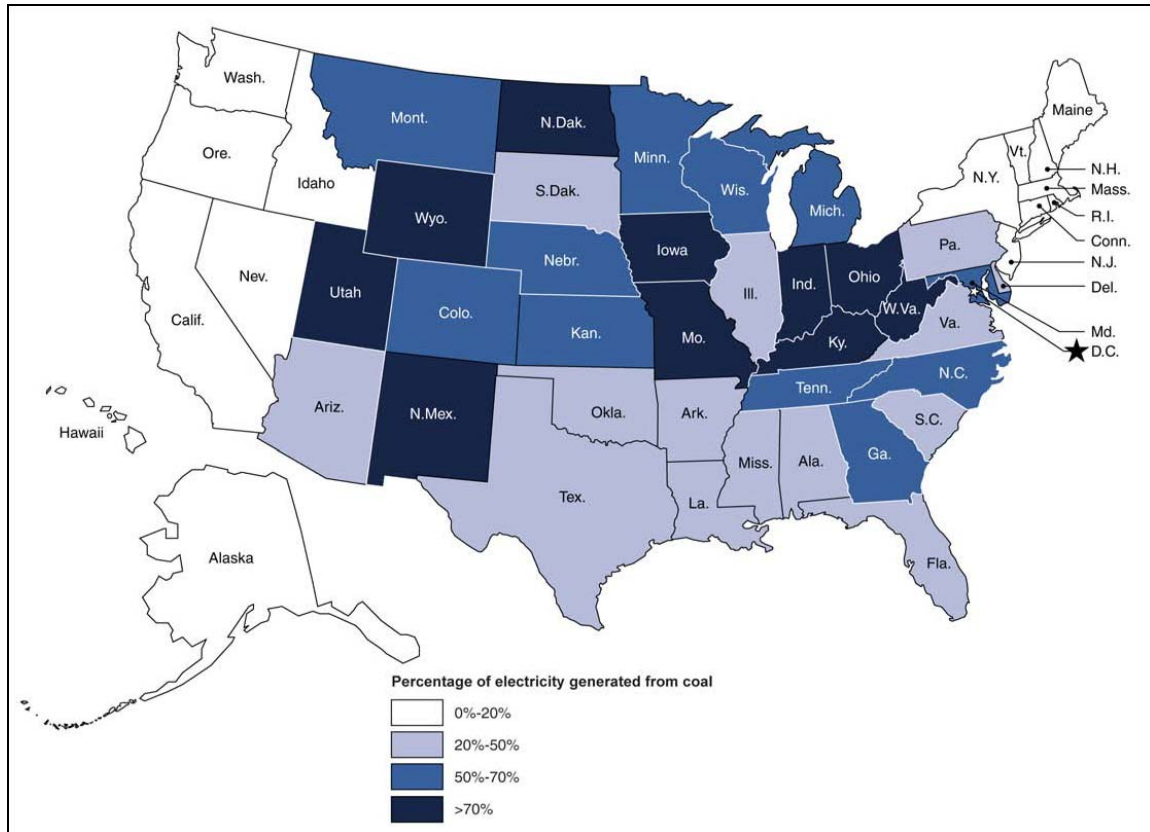 Wash.
Maine
Mont.
N.Dak.
Ore.
Minn.
Vt.
N.H.
Idaho
N.Y.
Mass.
S.Dak.
Wis.
Wyo.
Mich.
R.I.
Conn.
Iowa
Pa.
Nebr.
N.J.
Nev.
Utah
Ill.
Ind.
Ohio
Del.
Colo.
W.Va.
Calif.
Kan.
Mo.
Va.
Md.
Ky.
D.C.
N.C.
Tenn.
Ariz.
N.Mex.
Okla.
Ark.
S.C.
Hawaii
Miss.
Ala.
Ga.
Tex.
La.
Alaska
Fla.
Percentage of electricity generated from coal
0%-20%
20%-50%
50%-70%
>70%